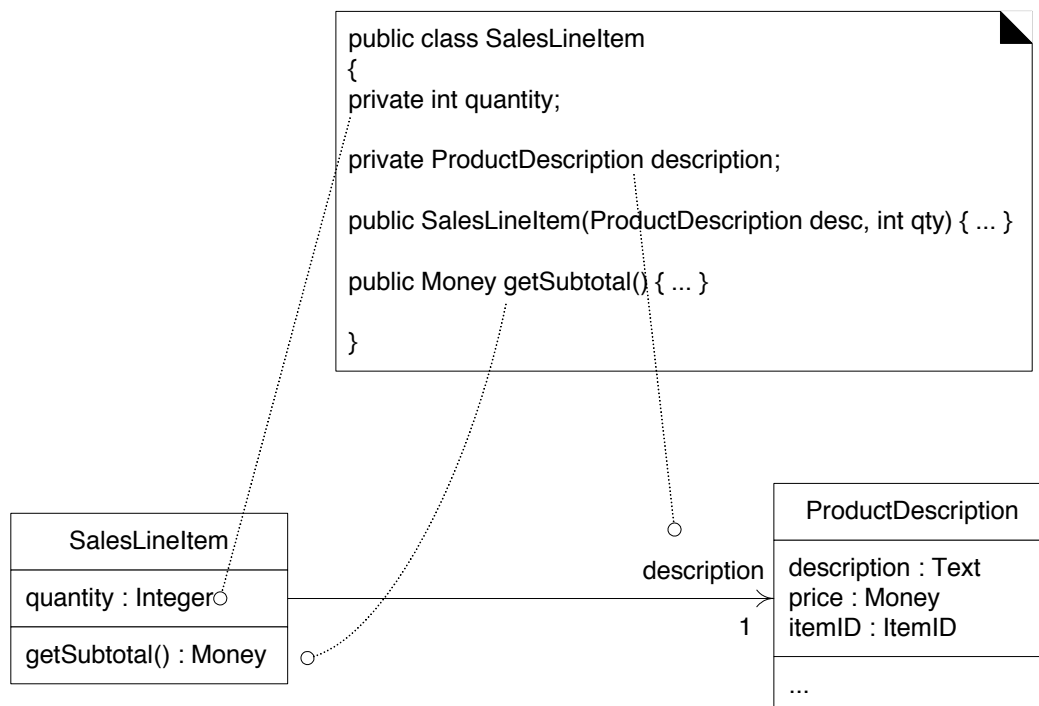 public class SalesLineItem
{
private int quantity;
private ProductDescription description;
public SalesLineItem(ProductDescription desc, int qty) { ... }
public Money getSubtotal() { ... }
}
SalesLineItem
quantity : Integer
getSubtotal() : Money
description
1
ProductDescription
description : Text
price : Money
itemID : ItemID
...